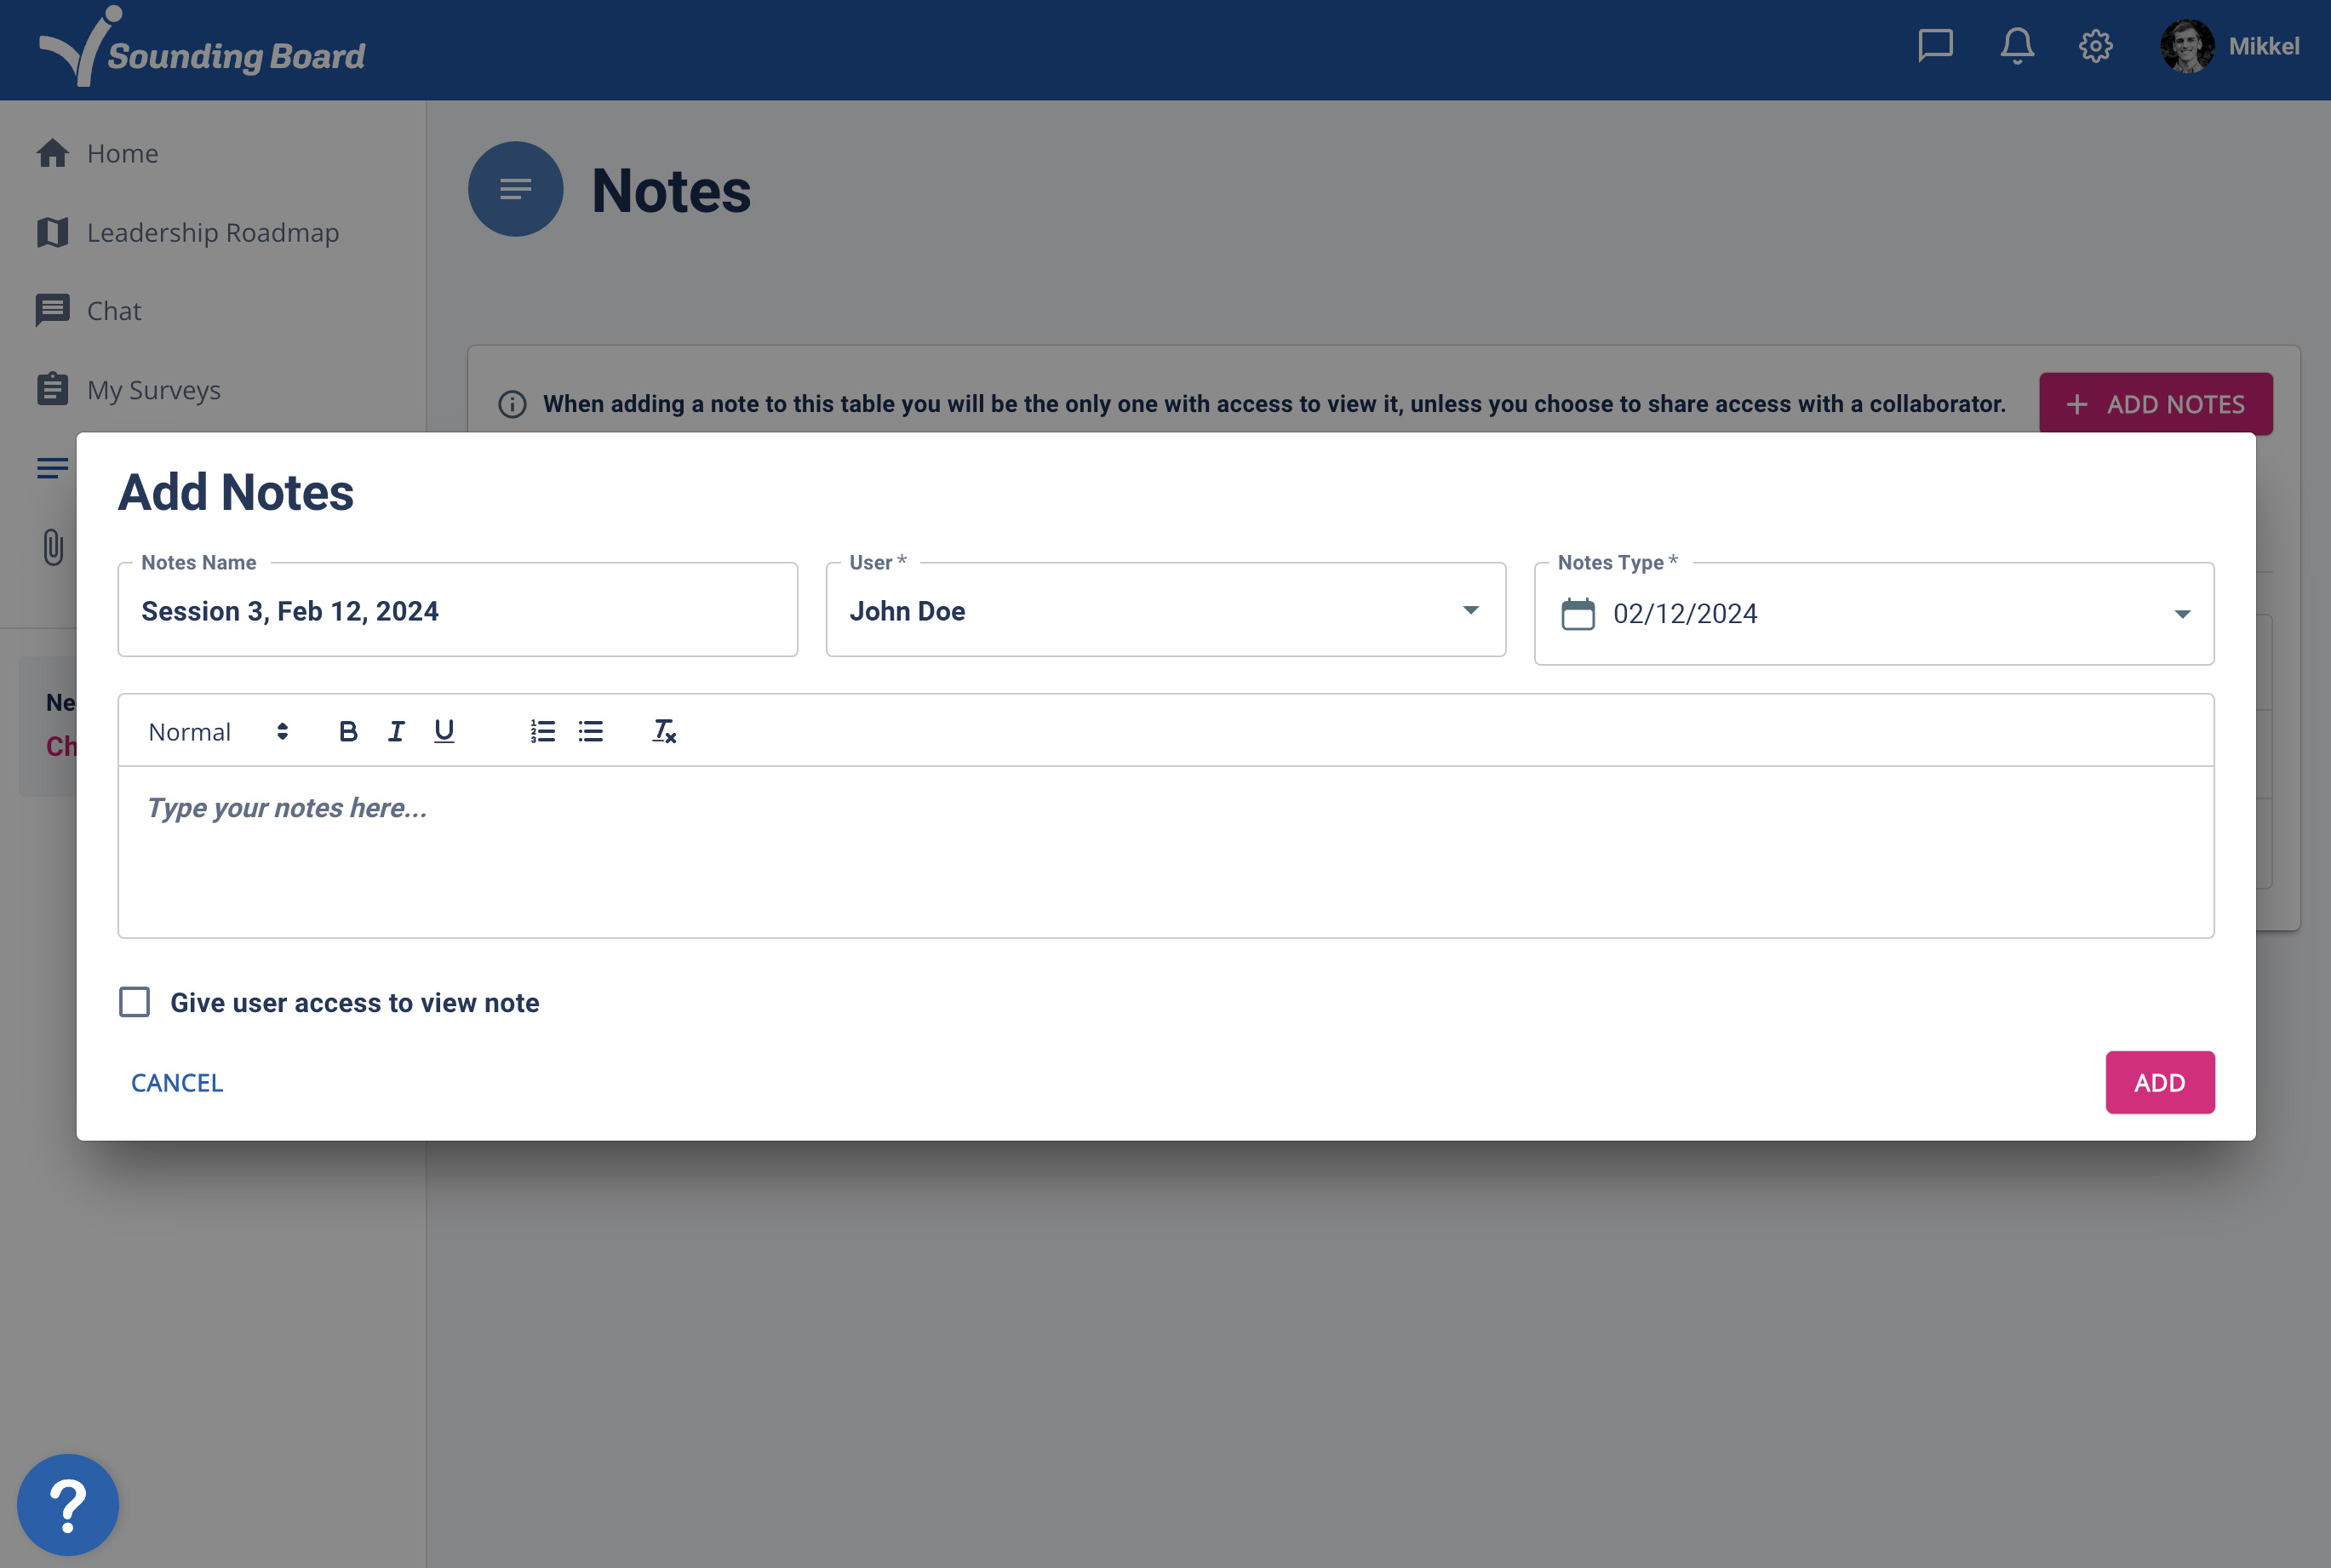 Sounding Board
Mikkel
Home
Leadership Roadmap
Chat
My Surveys
Notes
When adding a note to this table you will be the only one with access to view it, unless you choose to share access with a collaborator.
+ ADD NOTES
Add Notes
Notes Name
Session 3, Feb 12, 2024
User *
John Doe
Notes Type *
02/12/2024
Normal
B I U
Type your notes here...
Give user access to view note
CANCEL
ADD
Ne
Ch
?